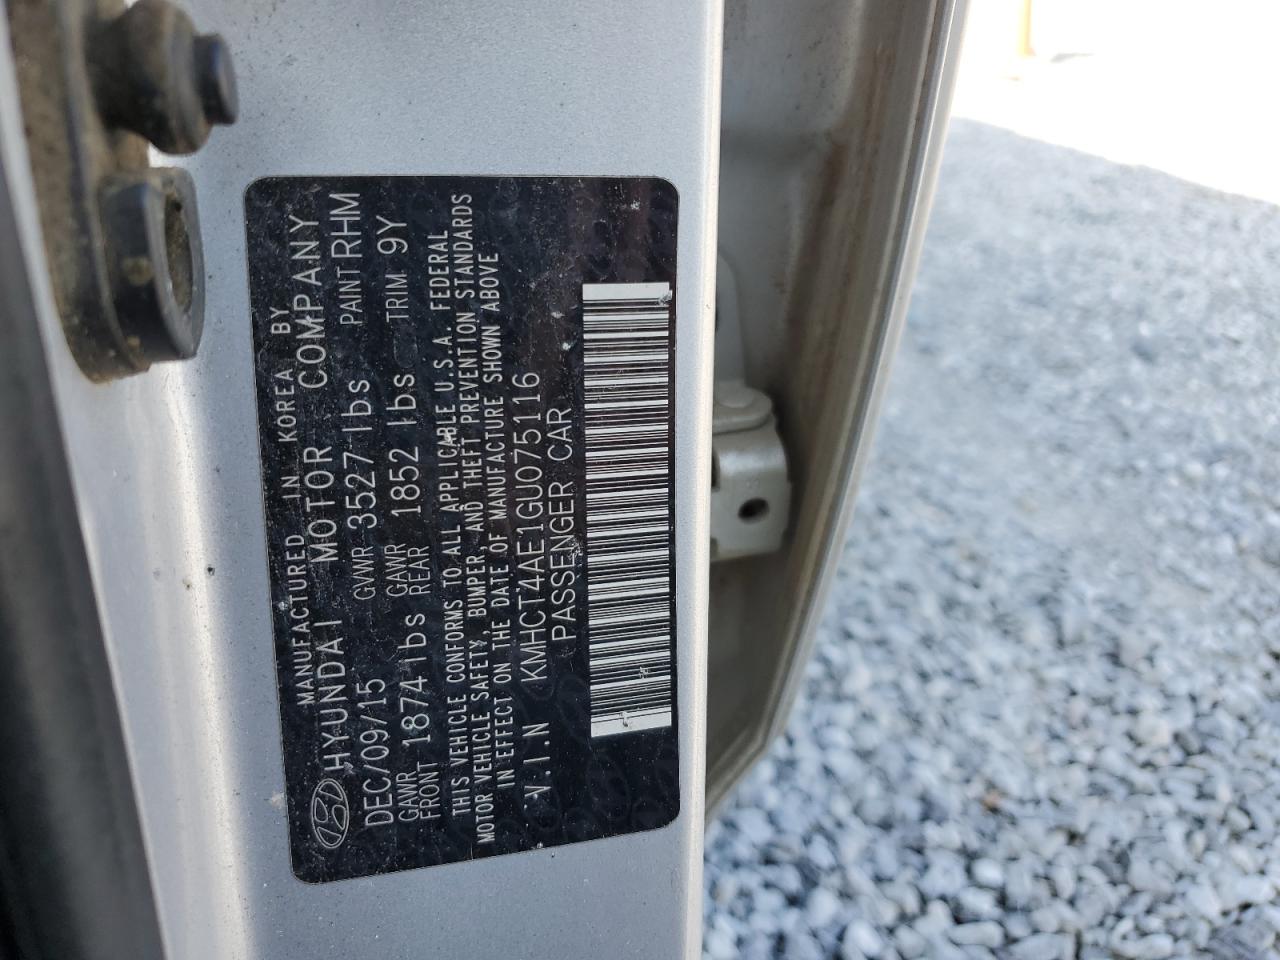 MANUFACTURED IN KOREA BY
HYUNDAI MOTOR COMPANY
DEC/09/15 GVWR 3527 lbs PAINT RHM
GAWR FRONT 1874 lbs GAWR REAR 1852 lbs TRIM 9Y
THIS VEHICLE CONFORMS TO ALL APPLICABLE U.S.A. FEDERAL
MOTOR VEHICLE SAFETY, BUMPER, AND THEFT PREVENTION STANDARDS
IN EFFECT ON THE DATE OF MANUFACTURE SHOWN ABOVE
V.I.N KMHCT4AE1GU075116
PASSENGER CAR